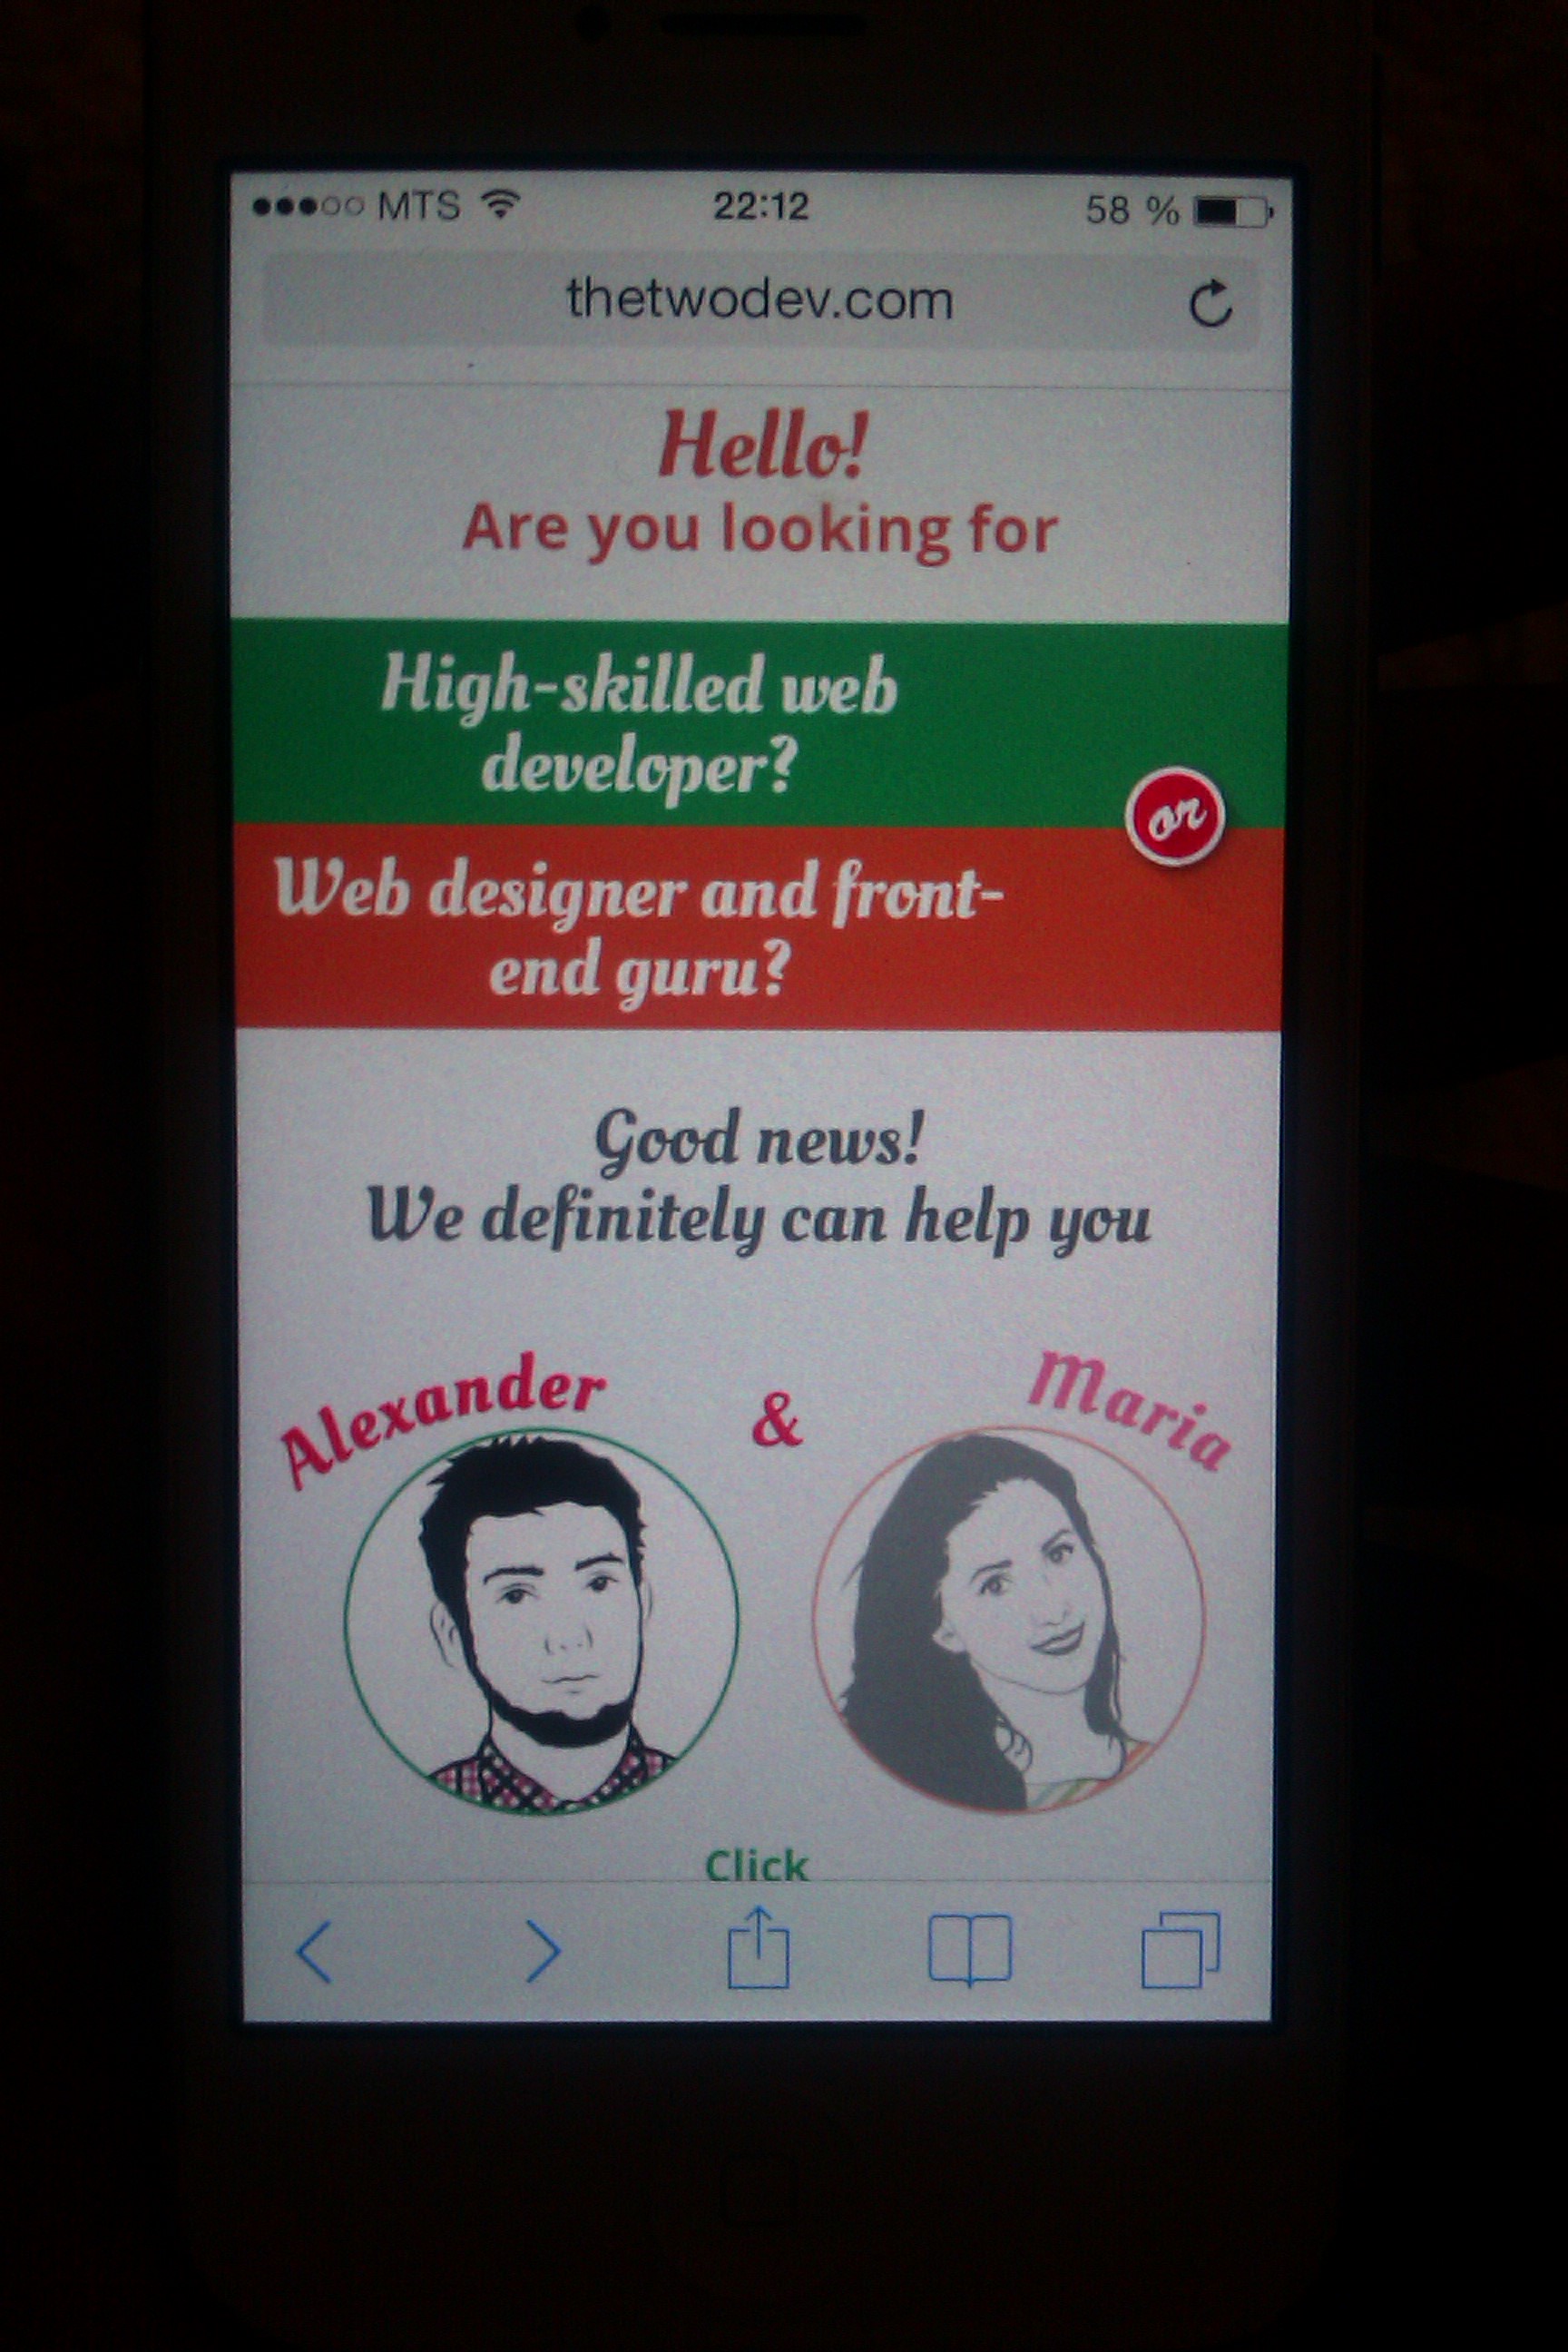 MTS 22:12 58 %
thetwodev.com
Hello!
Are you looking for
High-skilled web
developer?
or
Web designer and front-
end guru?
Good news!
We definitely can help you
Alexander & Maria
Click